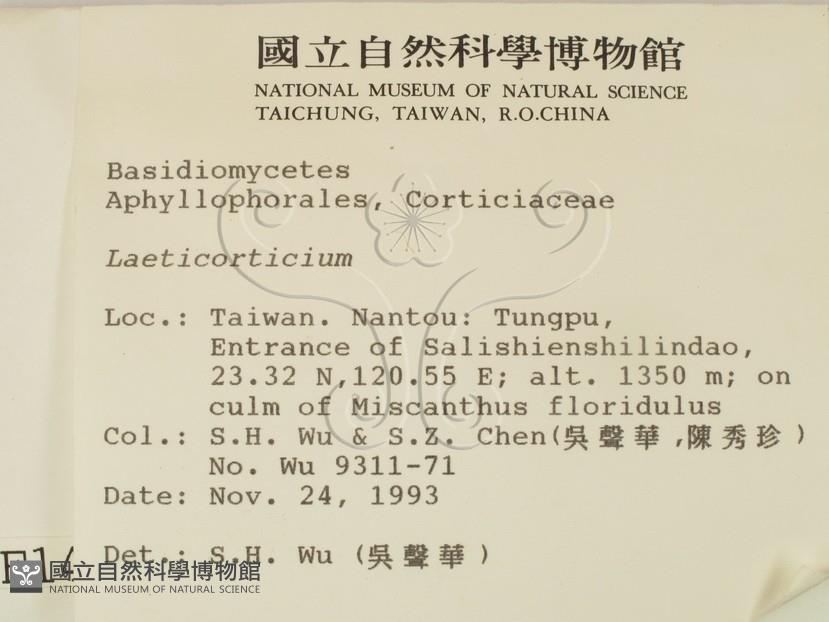 國立自然科學博物館
NATIONAL MUSEUM OF NATURAL SCIENCE
TAICHUNG, TAIWAN, R.O.CHINA
Basidiomycetes
Aphyllophorales, Corticiaceae
Laeticorticium
Loc.: Taiwan. Nantou: Tungpu,
Entrance of Salishienshilindao,
23.32 N,120.55 E; alt. 1350 m; on
culm of Miscanthus floridulus
Col.: S.H. Wu & S.Z. Chen(吳聲華,陳秀珍)
No. Wu 9311-71
Date: Nov. 24, 1993
Det.: S.H. Wu (吳聲華)
國立自然科學博物館
NATIONAL MUSEUM OF NATURAL SCIENCE